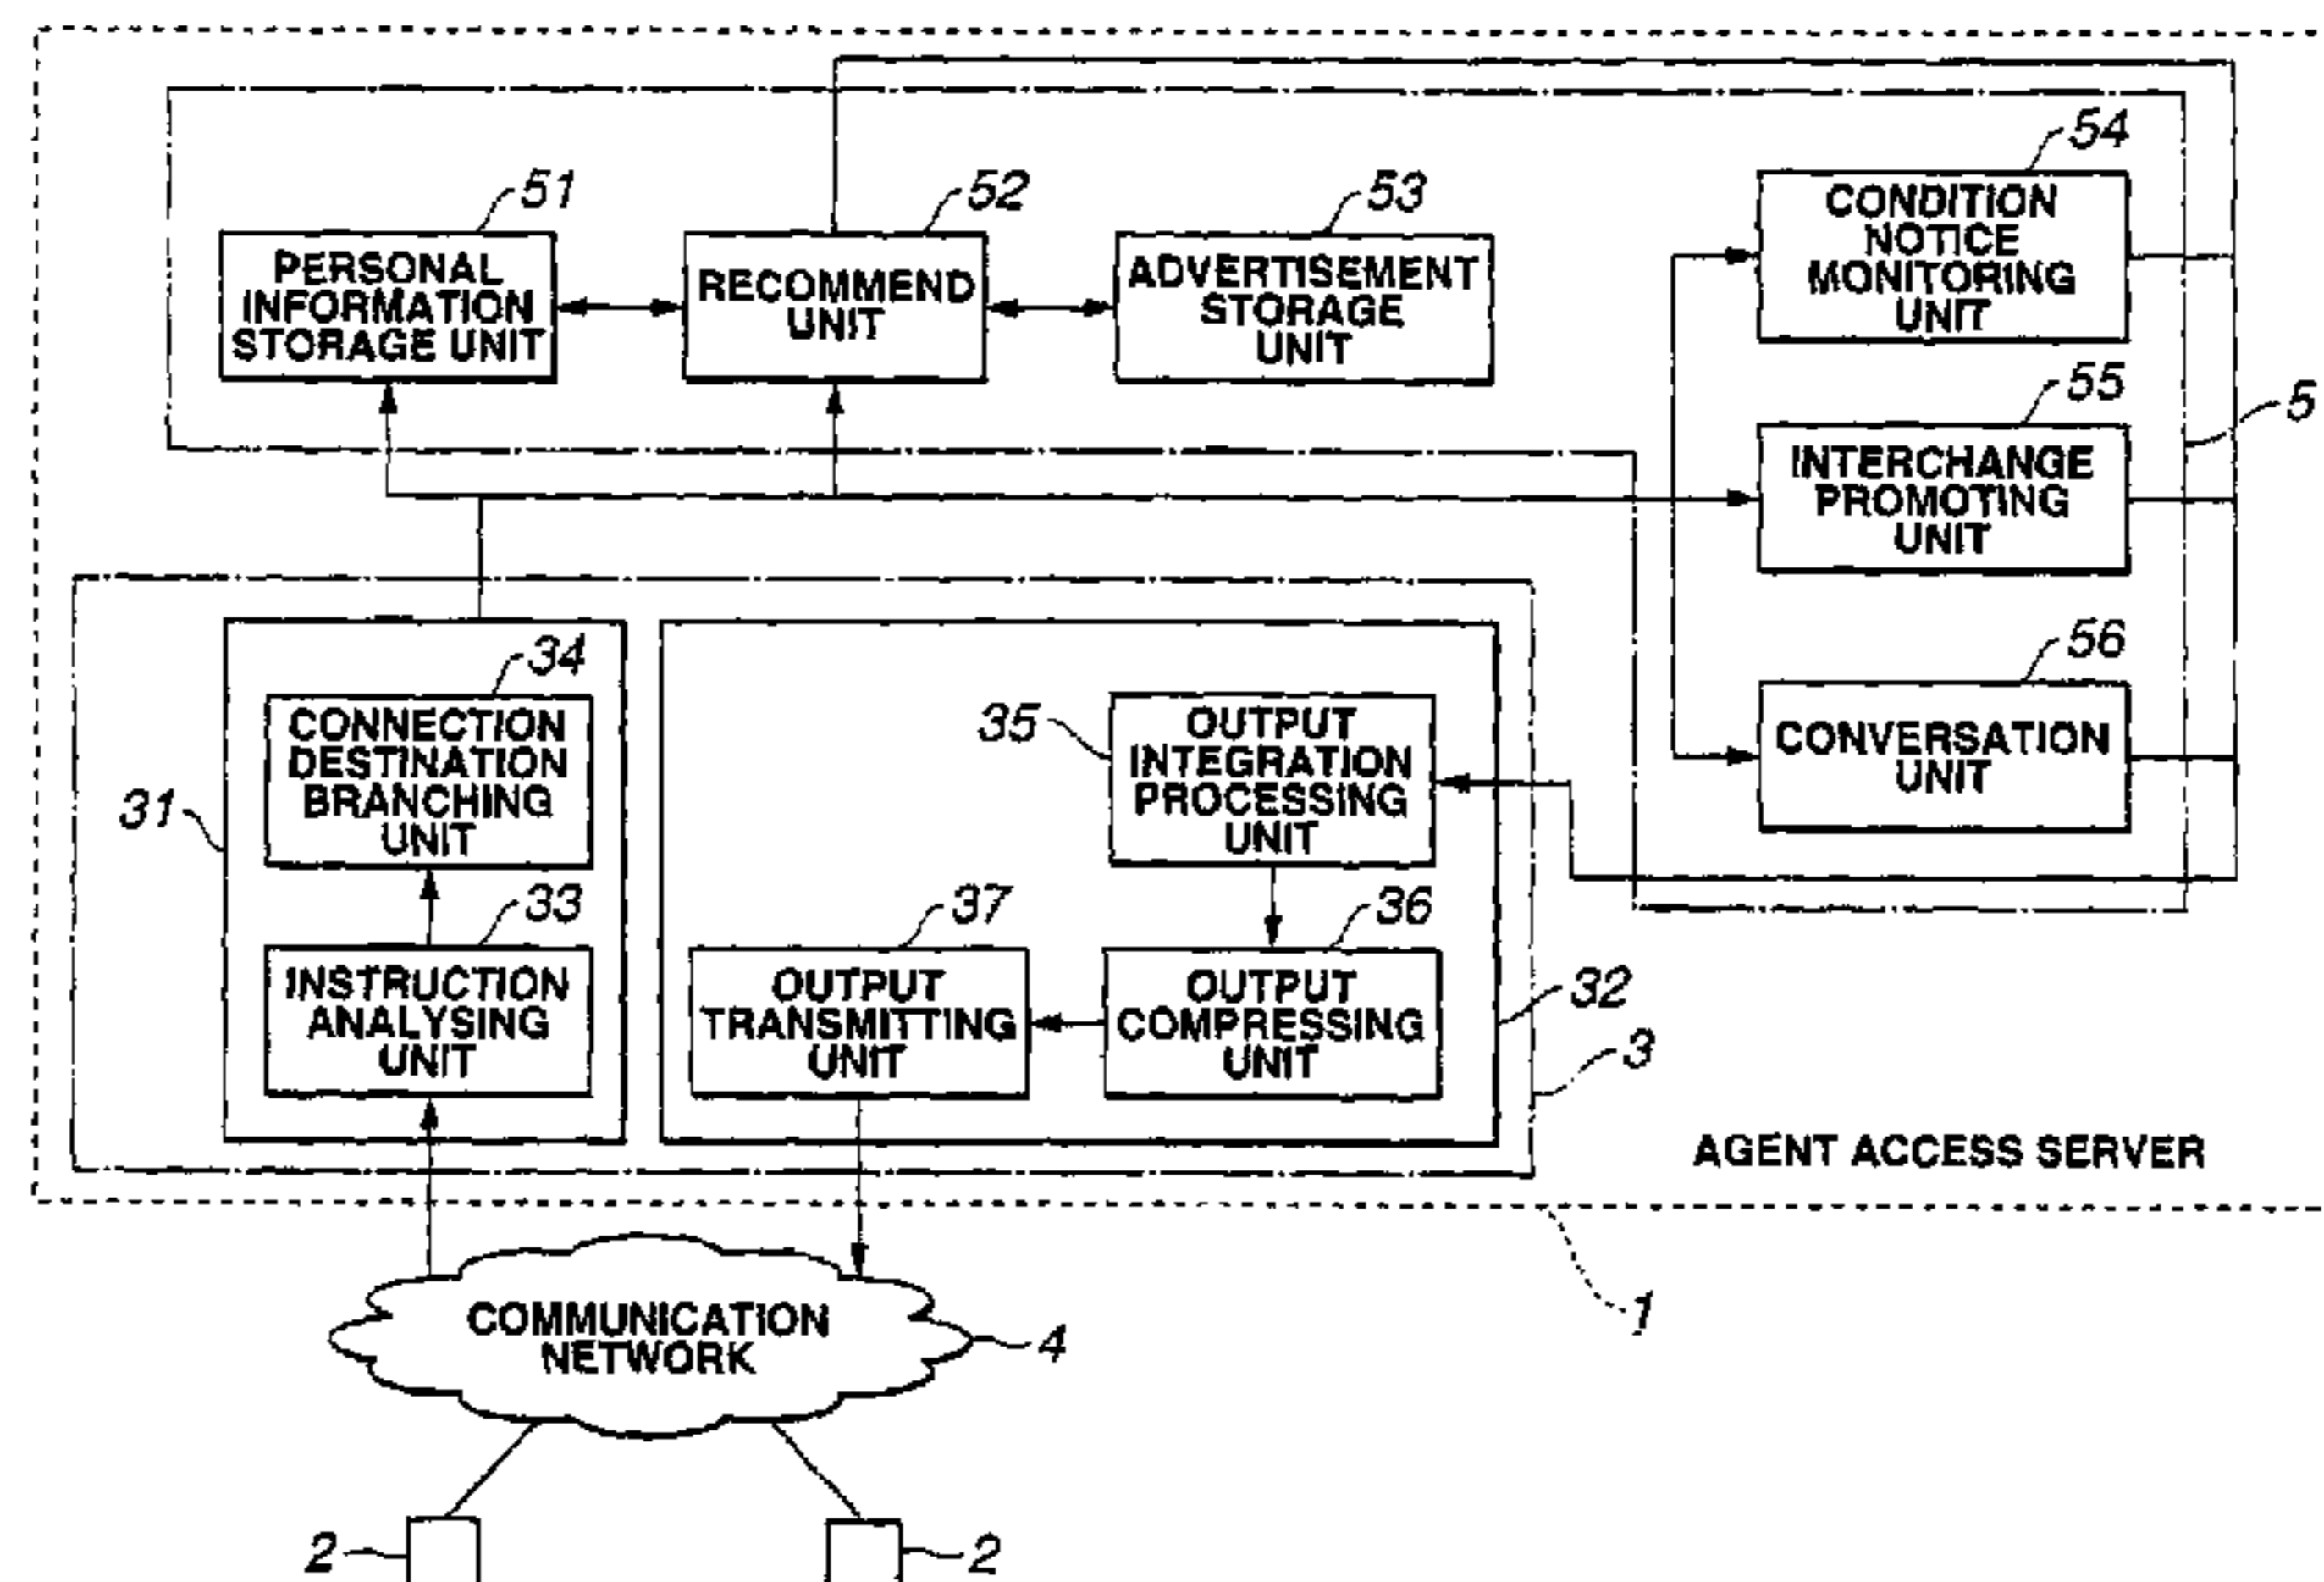 54
51
52
53
CONDITION
NOTICE
MONITORING
UNIT
PERSONAL
INFORMATION
STORAGE UNIT
RECOMMEND
UNIT
ADVERTISEMENT
STORAGE
UNIT
55
5
INTERCHANGE
PROMOTING
UNIT
34
56
CONNECTION
DESTINATION
BRANCHING
UNIT
35
OUTPUT
INTEGRATION
PROCESSING
UNIT
CONVERSATION
UNIT
31
33
37
36
INSTRUCTION
ANALYSING
UNIT
OUTPUT
TRANSMITTING
UNIT
OUTPUT
COMPRESSING
UNIT
32
3
AGENT ACCESS SERVER
1
COMMUNICATION
NETWORK
4
2
2